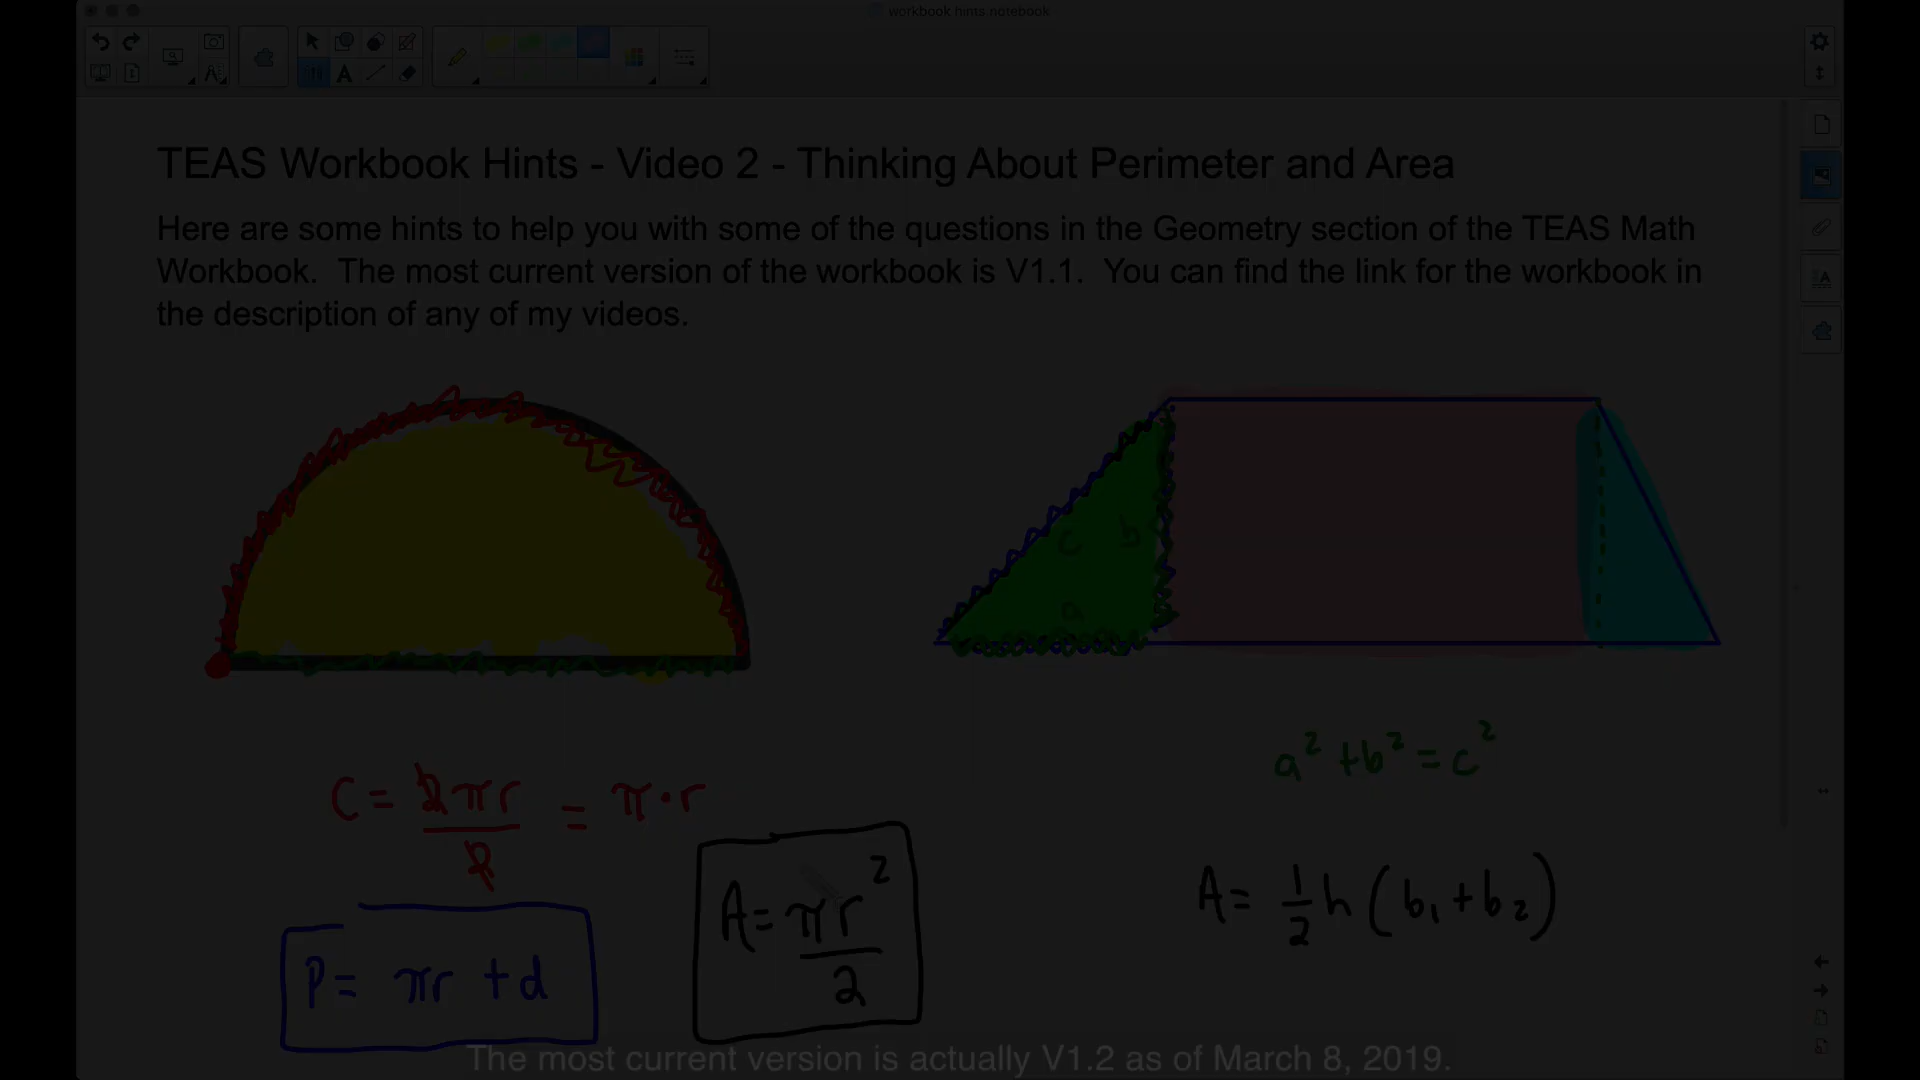 workbook hints notebook
TEAS Workbook Hints - Video 2 - Thinking About Perimeter and Area
Here are some hints to help you with some of the questions in the Geometry section of the TEAS Math
Workbook. The most current version of the workbook is V1.1. You can find the link for the workbook in
the description of any of my videos.
c b
a
a² + b² = c²
C = 2πr / 2 = π · r
A = πr² / 2
A = 1/2 h (b₁ + b₂)
P = πr + d
The most current version is actually V1.2 as of March 8, 2019.